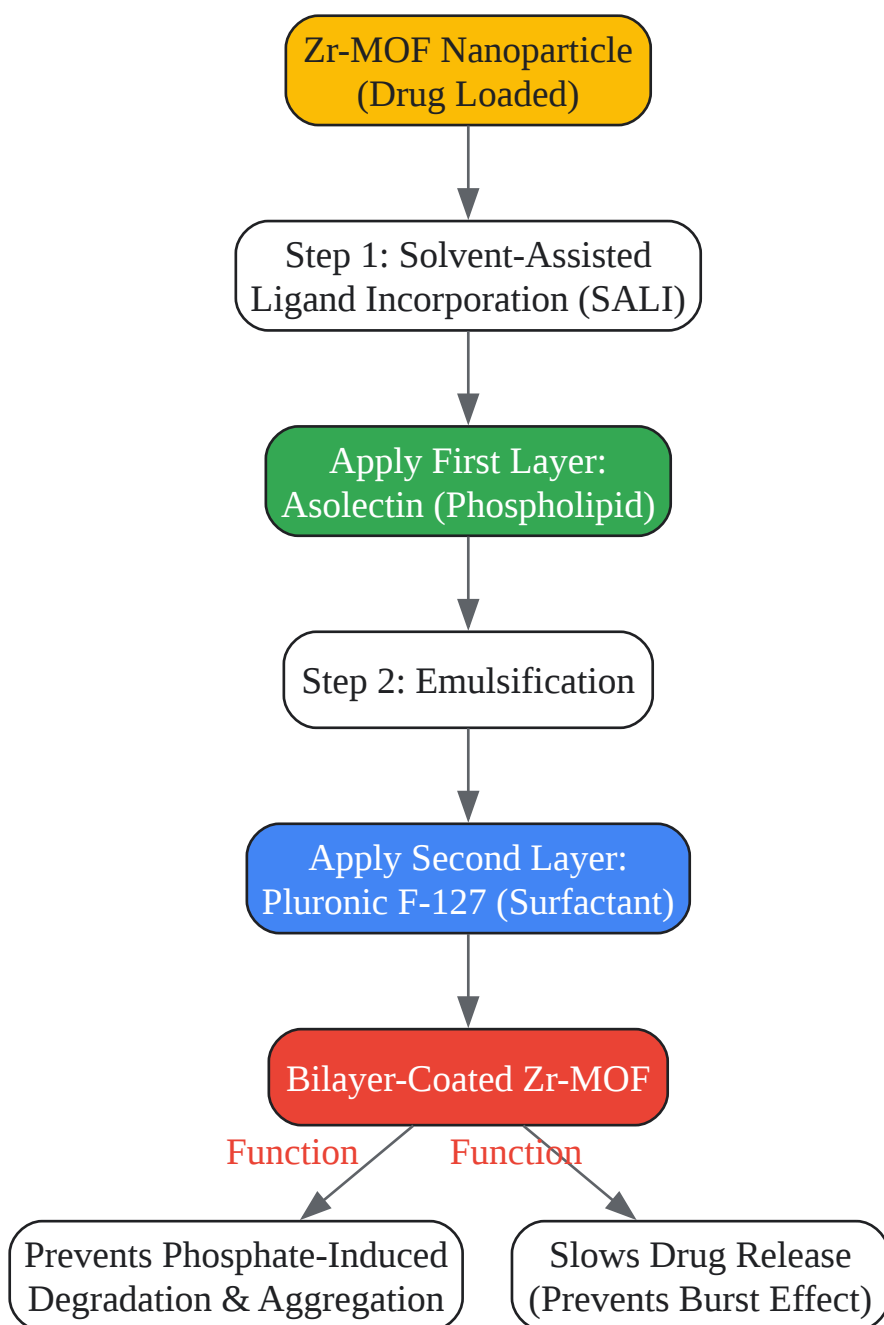 Zr-MOF Nanoparticle
(Drug Loaded)
Step 1: Solvent-Assisted
Ligand Incorporation (SALI)
Apply First Layer:
Asolectin (Phospholipid)
Step 2: Emulsification
Apply Second Layer:
Pluronic F-127 (Surfactant)
Bilayer-Coated Zr-MOF
Function
Function
Prevents Phosphate-Induced
Degradation & Aggregation
Slows Drug Release
(Prevents Burst Effect)